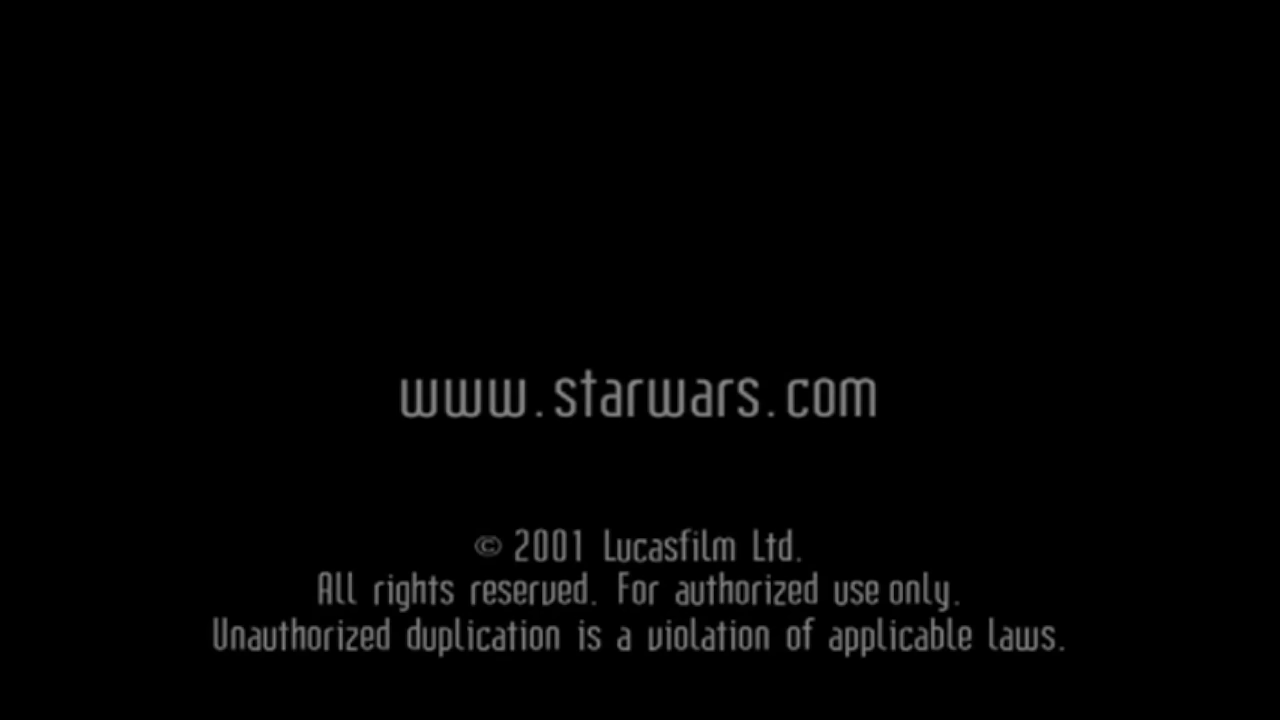 www.starwars.com
© 2001 Lucasfilm Ltd.
All rights reserved. For authorized use only.
Unauthorized duplication is a violation of applicable laws.